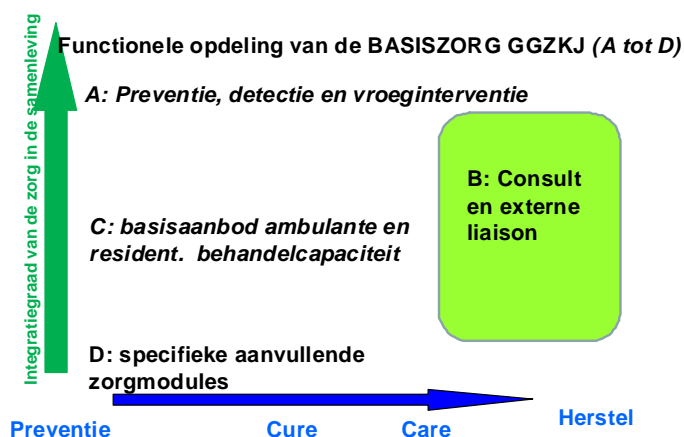 Functionele opdeling van de BASISZORG GGZKJ (A tot D)
A: Preventie, detectie en vroeginterventie
Integratiegraad van de zorg in de samenleving
B: Consult
en externe
liaison
C: basisaanbod ambulante en
resident. behandelcapaciteit
D: specifieke aanvullende
zorgmodules
Preventie
Cure
Care
Herstel